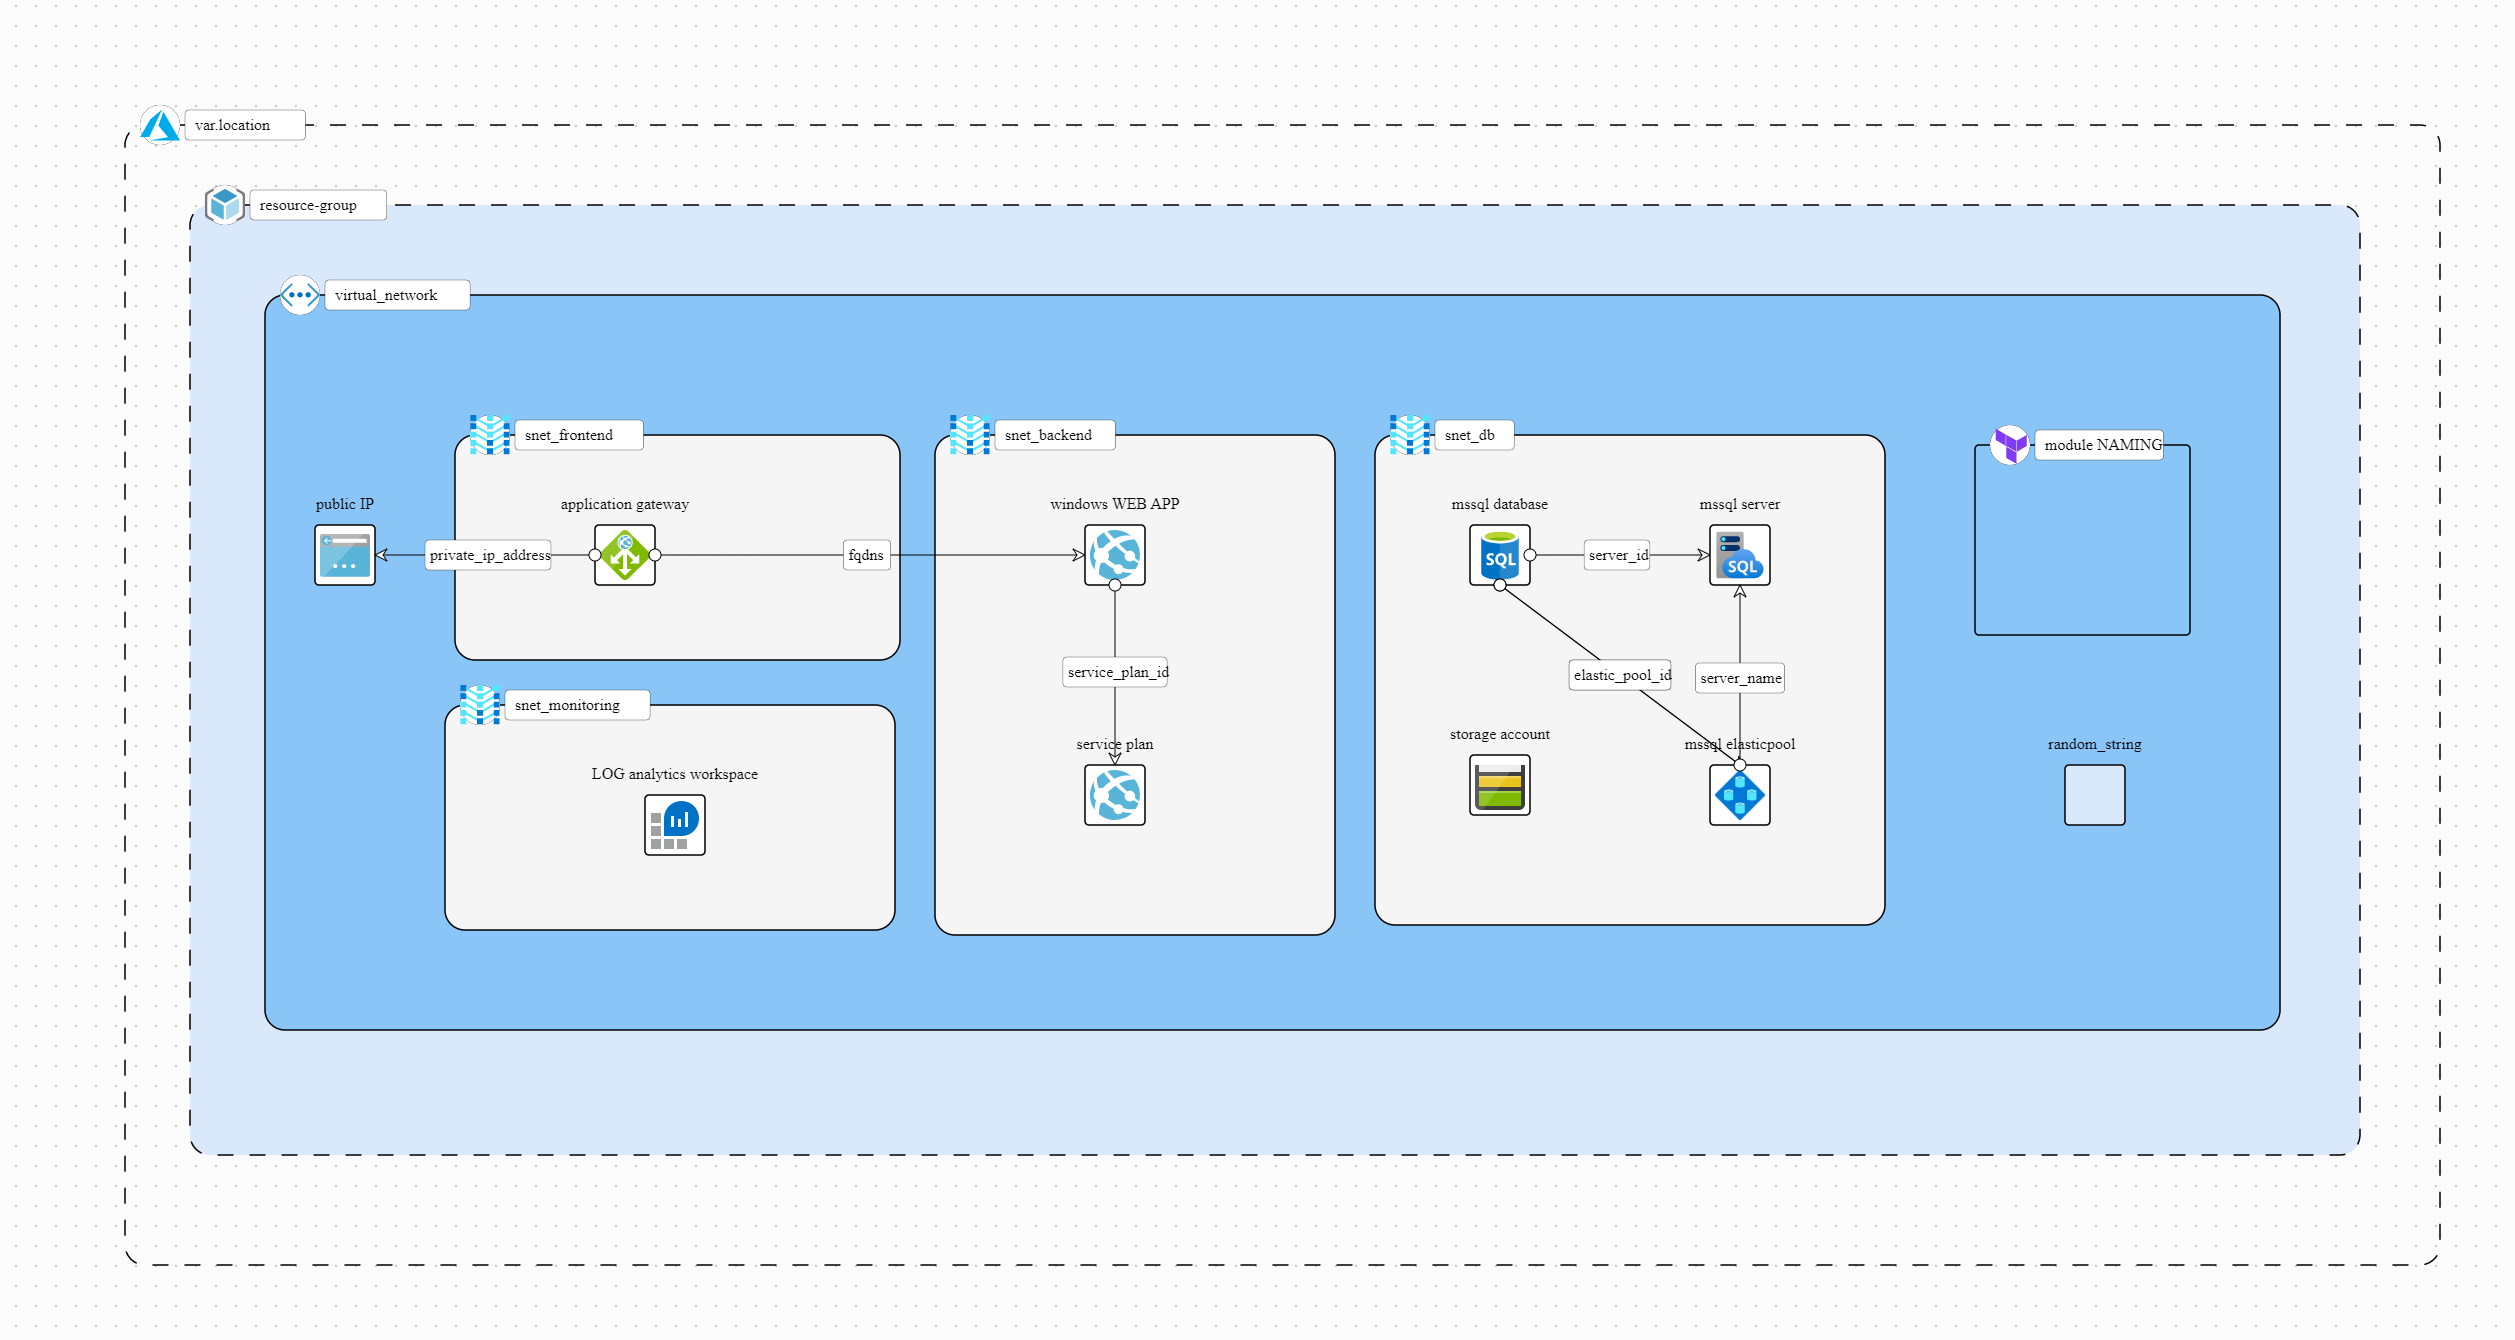 var.location
resource-group
virtual_network
snet_frontend
snet_backend
snet_db
module NAMING
public IP
application gateway
windows WEB APP
mssql database
mssql server
private_ip_address
fqdns
server_id
SQL
SQL
service_plan_id
elastic_pool_id
server_name
snet_monitoring
storage account
service plan
mssql elasticpool
random_string
LOG analytics workspace